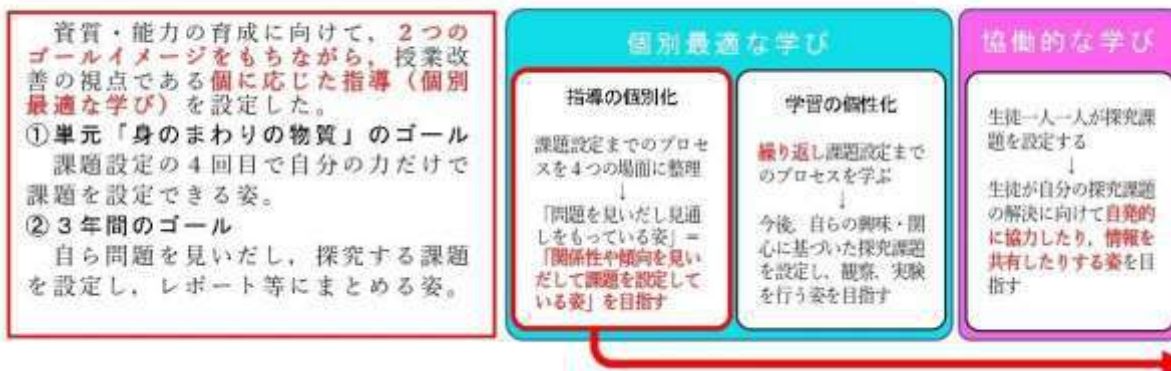 資質・能力の育成に向けて，２つの
ゴールイメージをもちながら，授業改
善の視点である個に応じた指導（個別
最適な学び）を設定した。
①単元「身のまわりの物質」のゴール
課題設定の４回目で自分の力だけで
課題を設定できる姿。
②３年間のゴール
自ら問題を見いだし，探究する課題
を設定し，レポート等にまとめる姿。
個別最適な学び
指導の個別化
課題設定までのプロセ
スを４つの場面に整理
↓
「問題を見いだし見通
しをもっている姿」＝
「関係性や傾向を見い
だして課題を設定して
いる姿」を目指す
学習の個性化
繰り返し課題設定まで
のプロセスを学ぶ
↓
今後，自らの興味・関
心に基づいた探究課題
を設定し，観察，実験
を行う姿を目指す
協働的な学び
生徒一人一人が探究課
題を設定する
↓
生徒が自分の探究課題
の解決に向けて自発的
に協力したり，情報を
共有したりする姿を目
指す